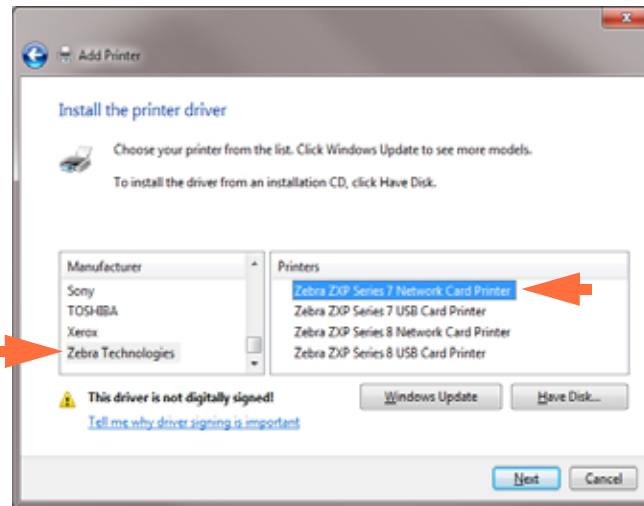 Add Printer
Install the printer driver
Choose your printer from the list. Click Windows Update to see more models.
To install the driver from an installation CD, click Have Disk.
Manufacturer
Sony
TOSHIBA
Xerox
Zebra Technologies
Printers
Zebra ZXP Series 7 Network Card Printer
Zebra ZXP Series 7 USB Card Printer
Zebra ZXP Series 8 Network Card Printer
Zebra ZXP Series 8 USB Card Printer
This driver is not digitally signed!
Tell me why driver signing is important
Windows Update
Have Disk...
Next
Cancel